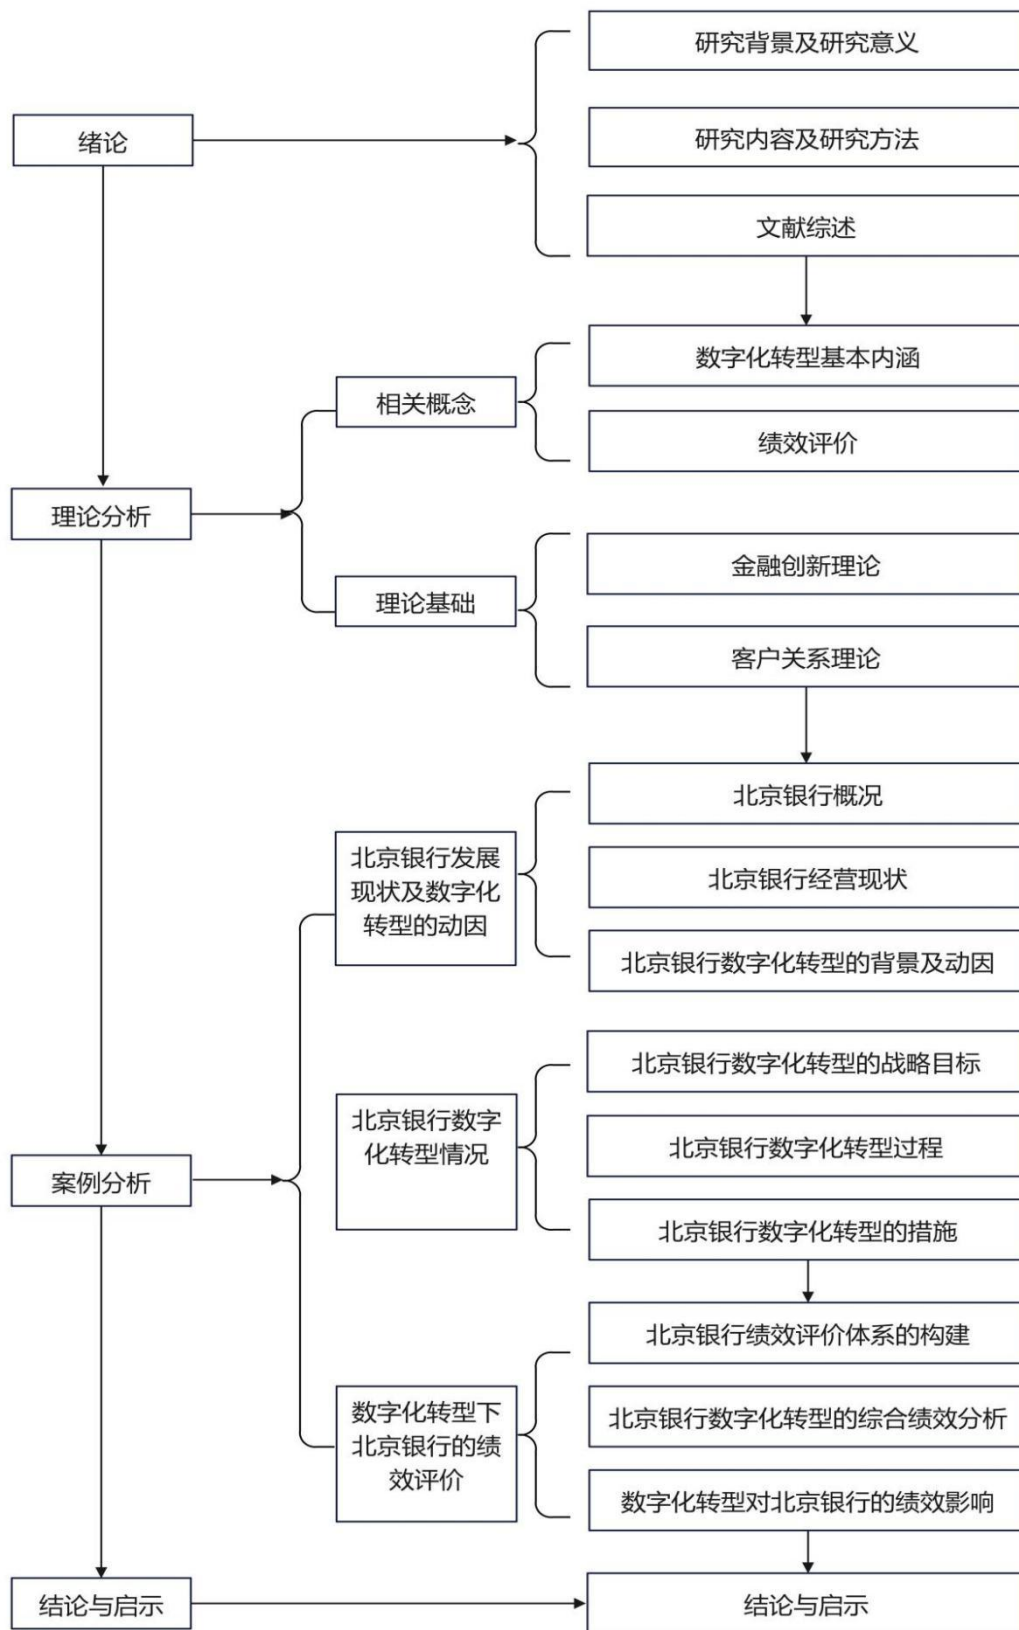 研究背景及研究意义
绪论
研究内容及研究方法
文献综述
数字化转型基本内涵
相关概念
绩效评价
理论分析
金融创新理论
理论基础
客户关系理论
北京银行概况
北京银行发展
现状及数字化
转型的动因
北京银行经营现状
北京银行数字化转型的背景及动因
北京银行数字化转型的战略目标
北京银行数字
化转型情况
北京银行数字化转型过程
案例分析
北京银行数字化转型的措施
北京银行绩效评价体系的构建
数字化转型下
北京银行的绩
效评价
北京银行数字化转型的综合绩效分析
数字化转型对北京银行的绩效影响
结论与启示
结论与启示